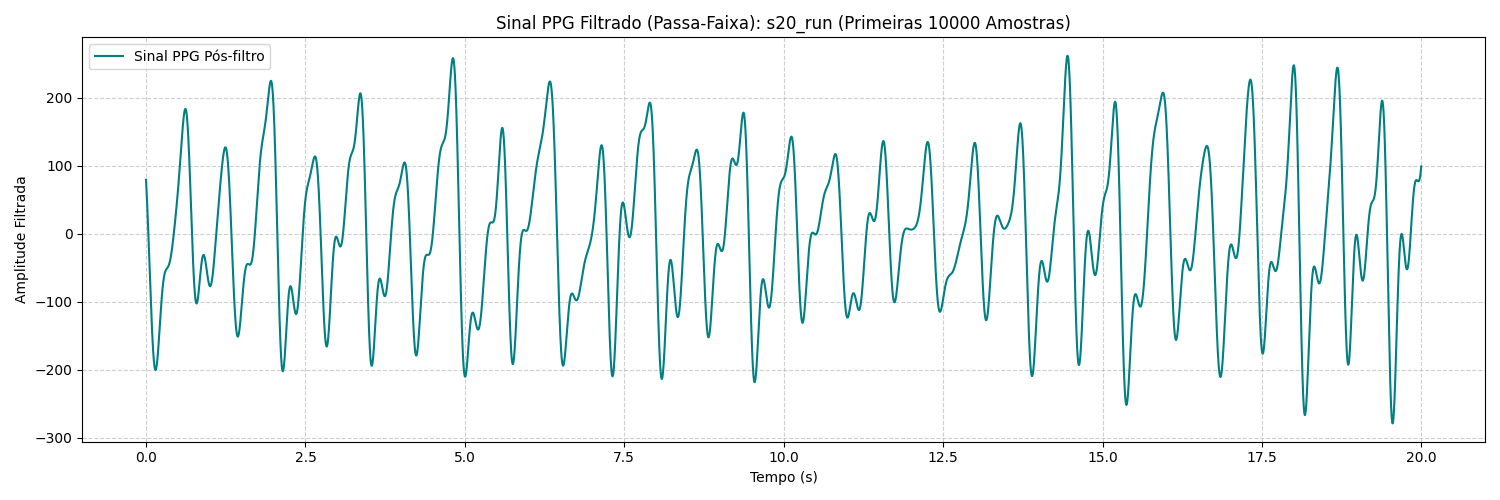 Sinal PPG Filtrado (Passa-Faixa): s20_run (Primeiras 10000 Amostras)
Sinal PPG Pós-filtro
Amplitude Filtrada
200
100
0
−100
−200
−300
0.0 2.5 5.0 7.5 10.0 12.5 15.0 17.5 20.0
Tempo (s)